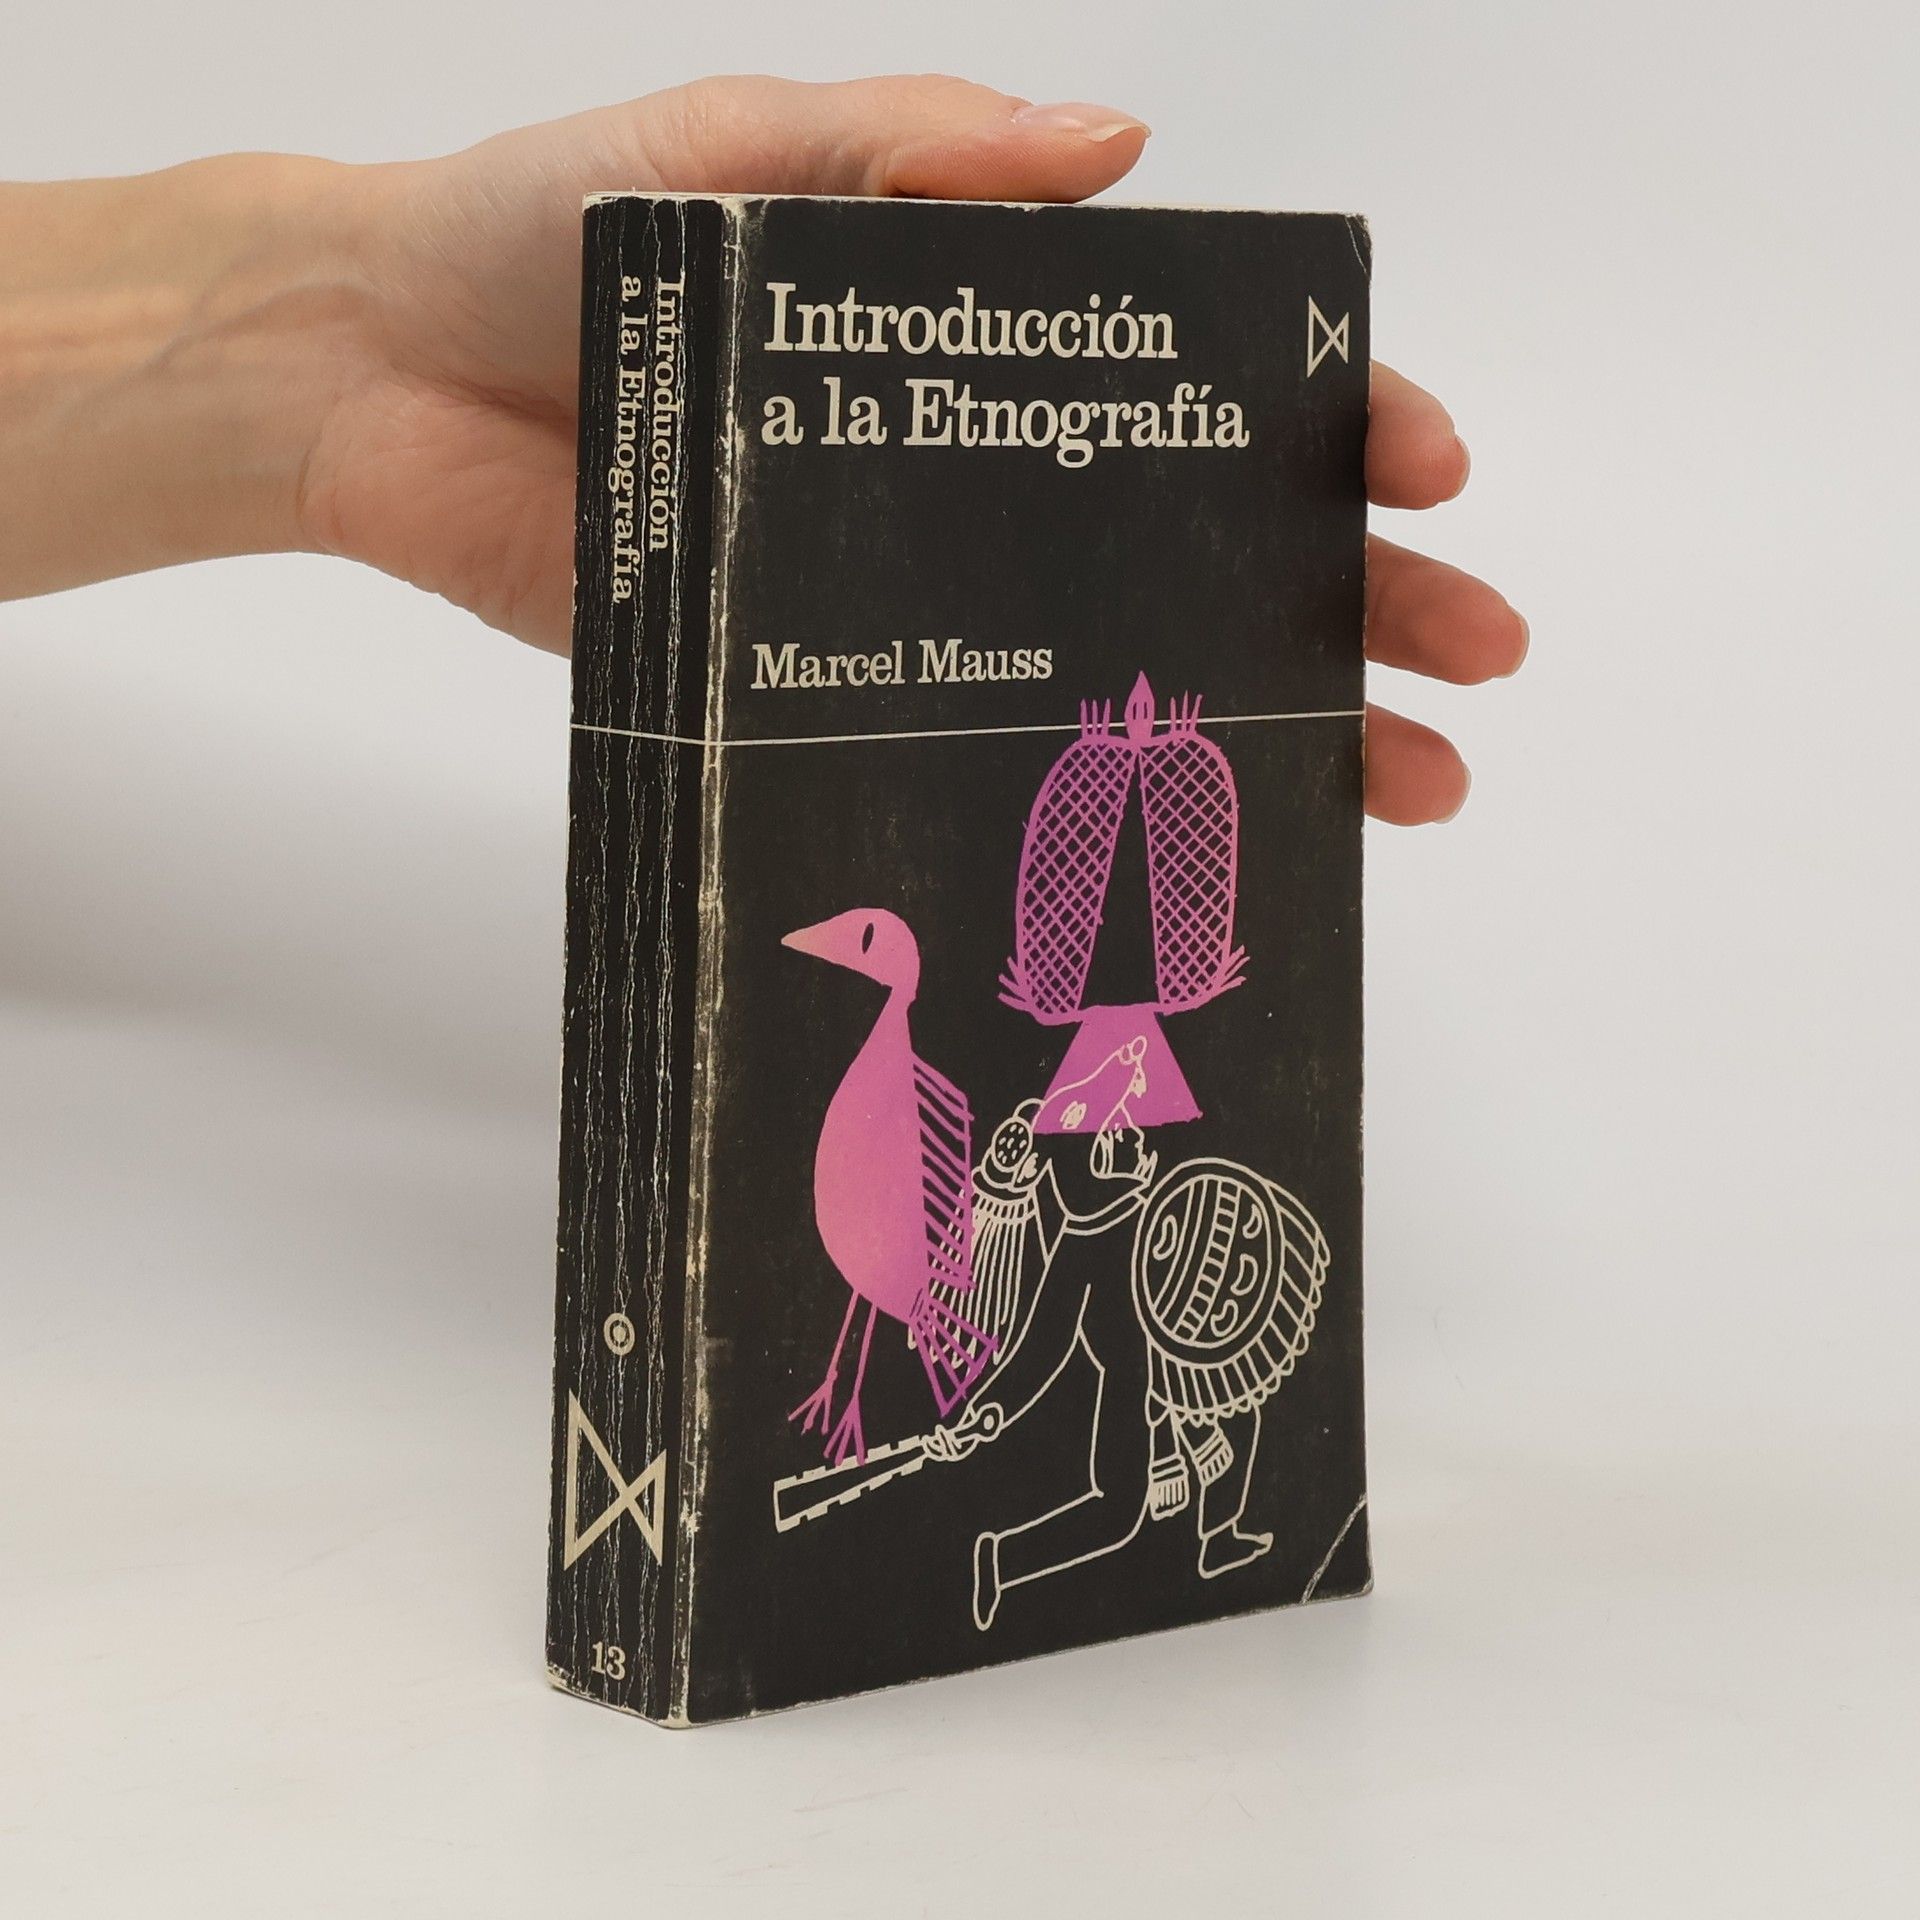 Introducción
a la Etnografía
Marcel Mauss
Introducción
a la Etnografía
13